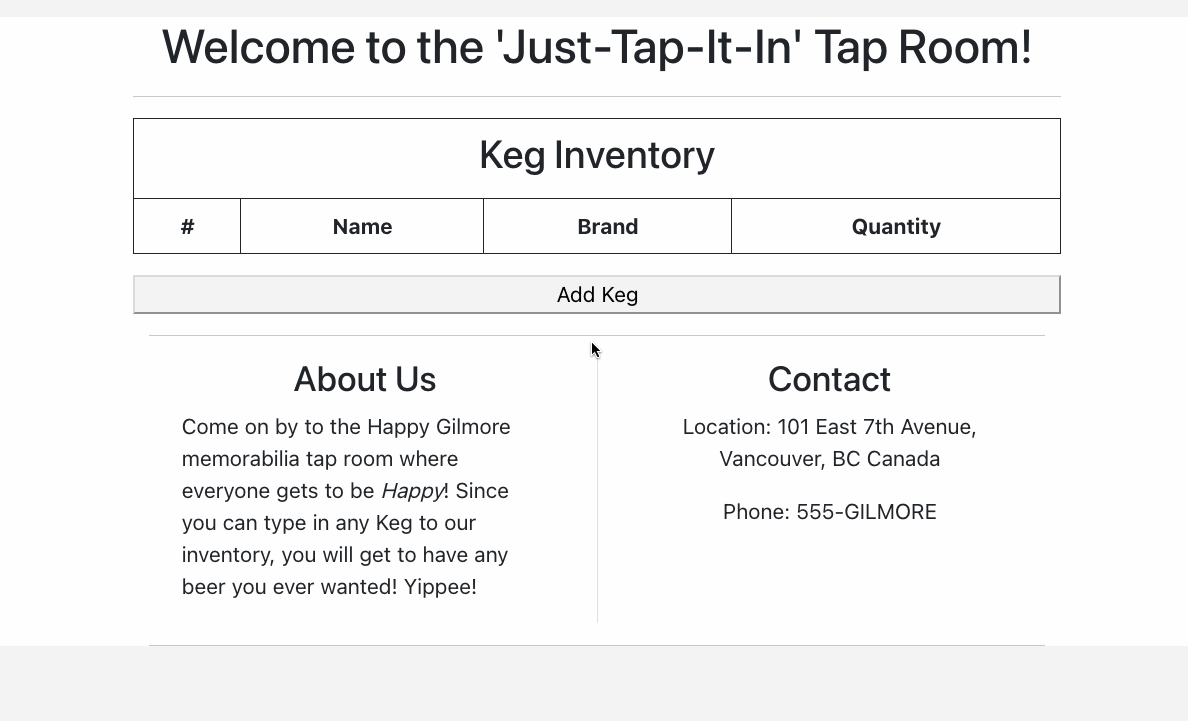 Welcome to the 'Just-Tap-It-In' Tap Room!
Keg Inventory
# Name Brand Quantity
Add Keg
About Us
Come on by to the Happy Gilmore
memorabilia tap room where
everyone gets to be Happy! Since
you can type in any Keg to our
inventory, you will get to have any
beer you ever wanted! Yippee!
Contact
Location: 101 East 7th Avenue,
Vancouver, BC Canada
Phone: 555-GILMORE